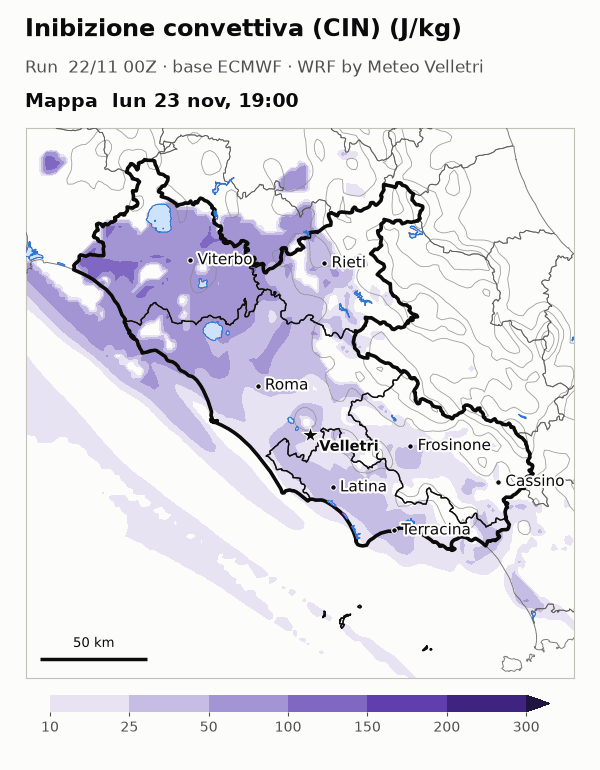 Inibizione convettiva (CIN) (J/kg)
Run 22/11 00Z · base ECMWF · WRF by Meteo Velletri
Mappa lun 23 nov, 19:00
Viterbo
Rieti
Roma
Velletri
Frosinone
Cassino
Latina
Terracina
50 km
10 25 50 100 150 200 300